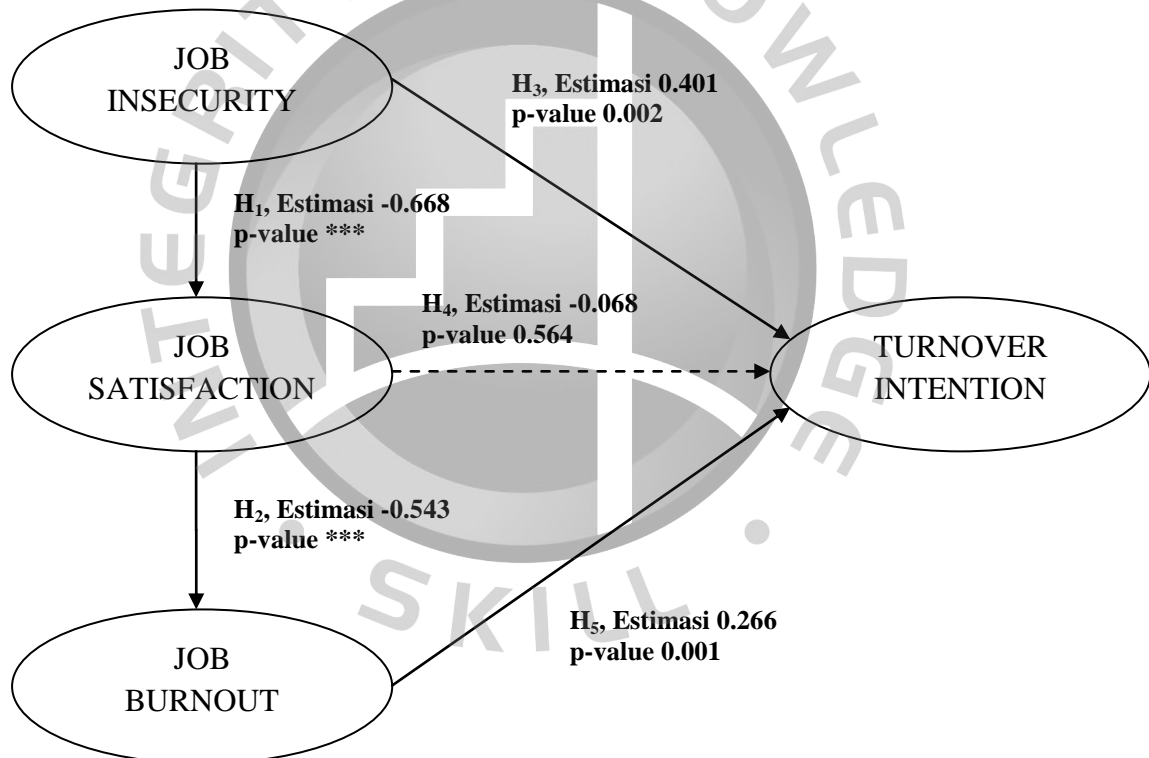 JOB
INSECURITY
H₃, Estimasi 0.401
p-value 0.002
H₁, Estimasi -0.668
p-value ***
H₄, Estimasi -0.068
p-value 0.564
JOB
SATISFACTION
TURNOVER
INTENTION
H₂, Estimasi -0.543
p-value ***
H₅, Estimasi 0.266
p-value 0.001
JOB
BURNOUT
SKILL